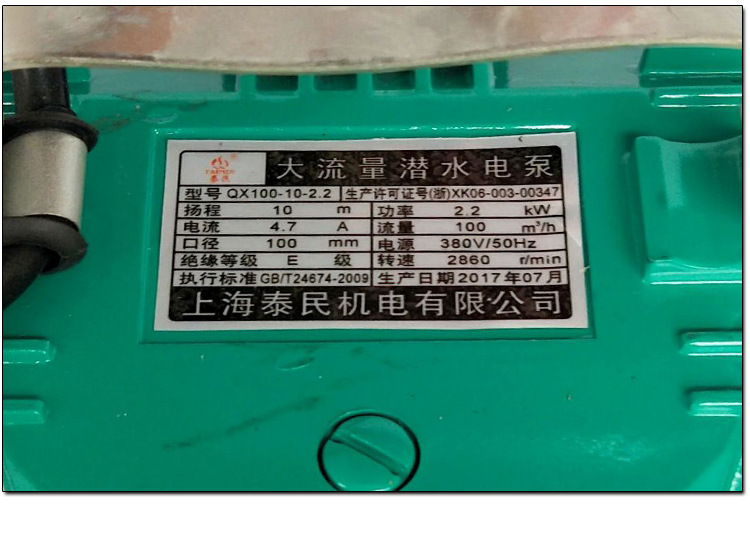 泰民
大流量潜水电泵
型号 QX100-10-2.2 生产许可证号(浙)XK06-003-00347
扬程 10 m 功率 2.2 kW
电流 4.7 A 流量 100 m³/h
口径 100 mm 电源 380V/50Hz
绝缘等级 E 级 转速 2860 r/min
执行标准 GB/T24674-2009 生产日期 2017年07月
上海泰民机电有限公司